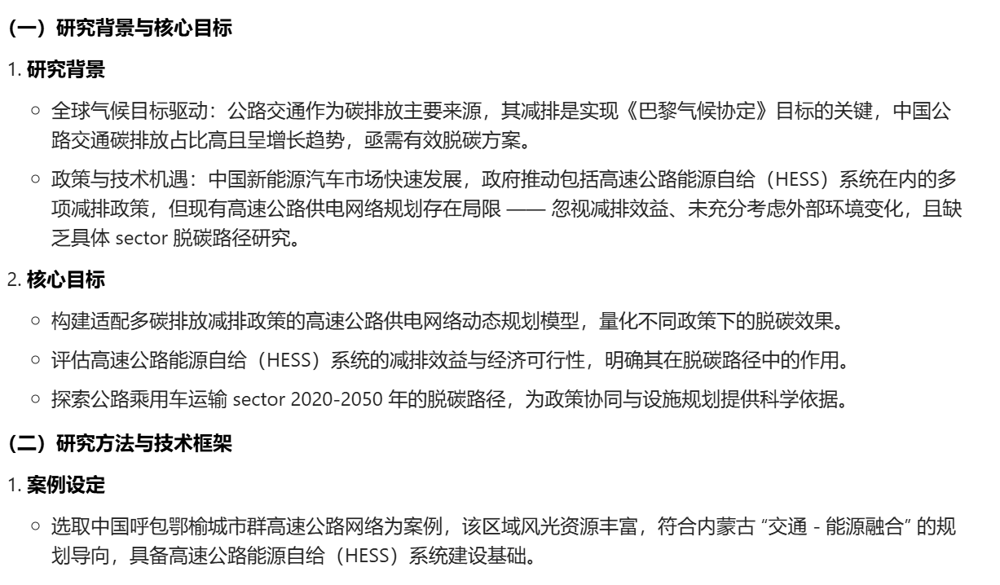 （一）研究背景与核心目标
1. 研究背景
○ 全球气候目标驱动：公路交通作为碳排放主要来源，其减排是实现《巴黎气候协定》目标的关键，中国公
路交通碳排放占比高且呈增长趋势，亟需有效脱碳方案。
○ 政策与技术机遇：中国新能源汽车市场快速发展，政府推动包括高速公路能源自给（HESS）系统在内的多
项减排政策，但现有高速公路供电网络规划存在局限 —— 忽视减排效益、未充分考虑外部环境变化，且缺
乏具体 sector 脱碳路径研究。
2. 核心目标
○ 构建适配多碳排放减排政策的高速公路供电网络动态规划模型，量化不同政策下的脱碳效果。
○ 评估高速公路能源自给（HESS）系统的减排效益与经济可行性，明确其在脱碳路径中的作用。
○ 探索公路乘用车运输 sector 2020-2050 年的脱碳路径，为政策协同与设施规划提供科学依据。
（二）研究方法与技术框架
1. 案例设定
○ 选取中国呼包鄂榆城市群高速公路网络为案例，该区域风光资源丰富，符合内蒙古 “交通 - 能源融合” 的规
划导向，具备高速公路能源自给（HESS）系统建设基础。